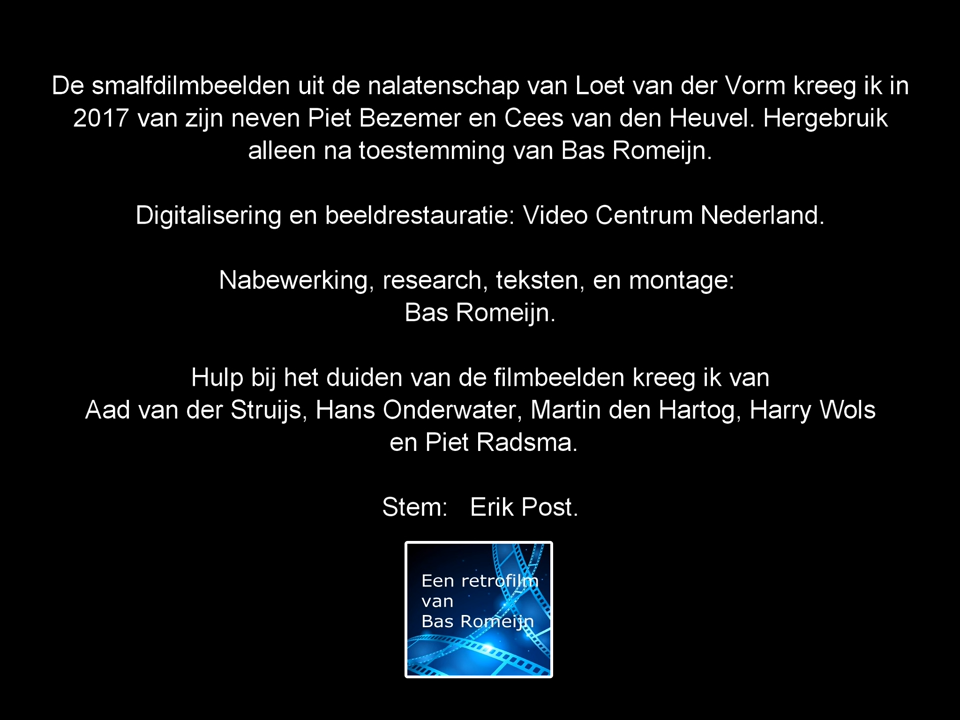 De smalfdilmbeelden uit de nalatenschap van Loet van der Vorm kreeg ik in
2017 van zijn neven Piet Bezemer en Cees van den Heuvel. Hergebruik
alleen na toestemming van Bas Romeijn.
Digitalisering en beeldrestauratie: Video Centrum Nederland.
Nabewerking, research, teksten, en montage:
Bas Romeijn.
Hulp bij het duiden van de filmbeelden kreeg ik van
Aad van der Struijs, Hans Onderwater, Martin den Hartog, Harry Wols
en Piet Radsma.
Stem: Erik Post.
Een retrofilm
van
Bas Romeijn